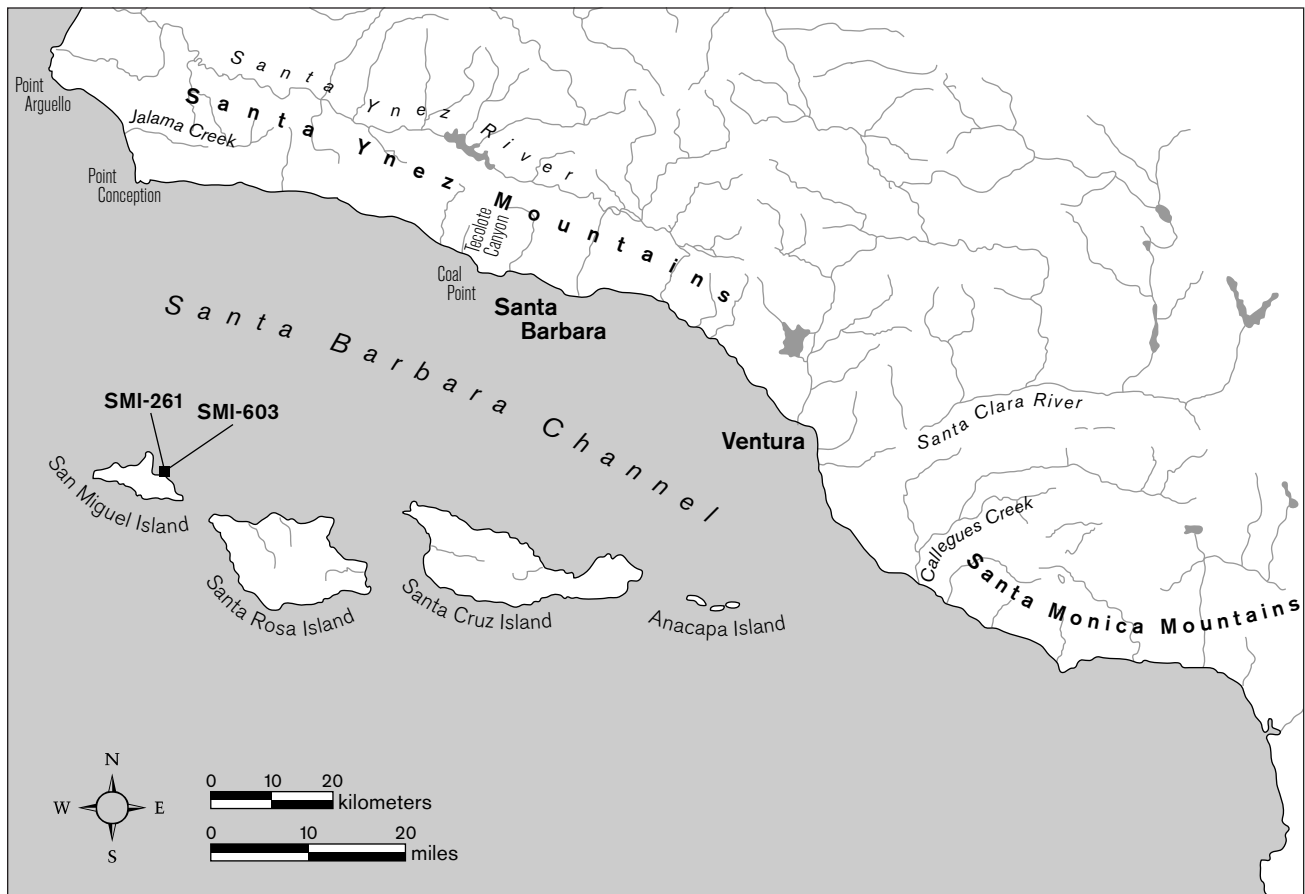 Santa Ynez River
Santa Ynez Mountains
Point
Arguello
Jalama Creek
Point
Conception
Tecolote
Canyon
Coal
Point
Santa
Barbara
Santa Barbara Channel
SMI-261
SMI-603
Ventura
Santa Clara River
San Miguel Island
Santa Rosa Island
Santa Cruz Island
Anacapa Island
Callegues Creek
Santa Monica Mountains
N
W E
S
0 10 20
kilometers
0 10 20
miles